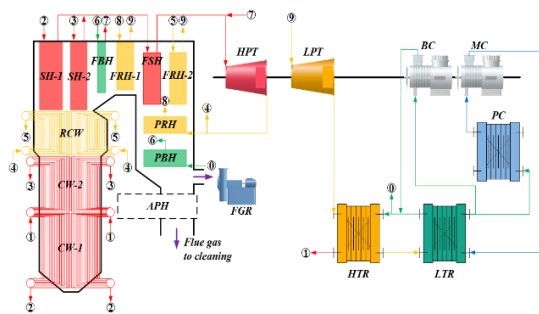 ② ③ ⑥ ⑦ ⑧ ⑨ ⑤ ⑨ ⑦ ⑨
SH-1 SH-2 FBH FRH-1 FSH FRH-2
HPT LPT BC MC
⑧
PRH ④
RCW
⑤ ⑤
④ ④
⑥
PBH ⓪
PC
③ CW-2 ③
APH FGR
⓪
① ①
CW-1
Flue gas
to cleaning
① HTR LTR
② ②